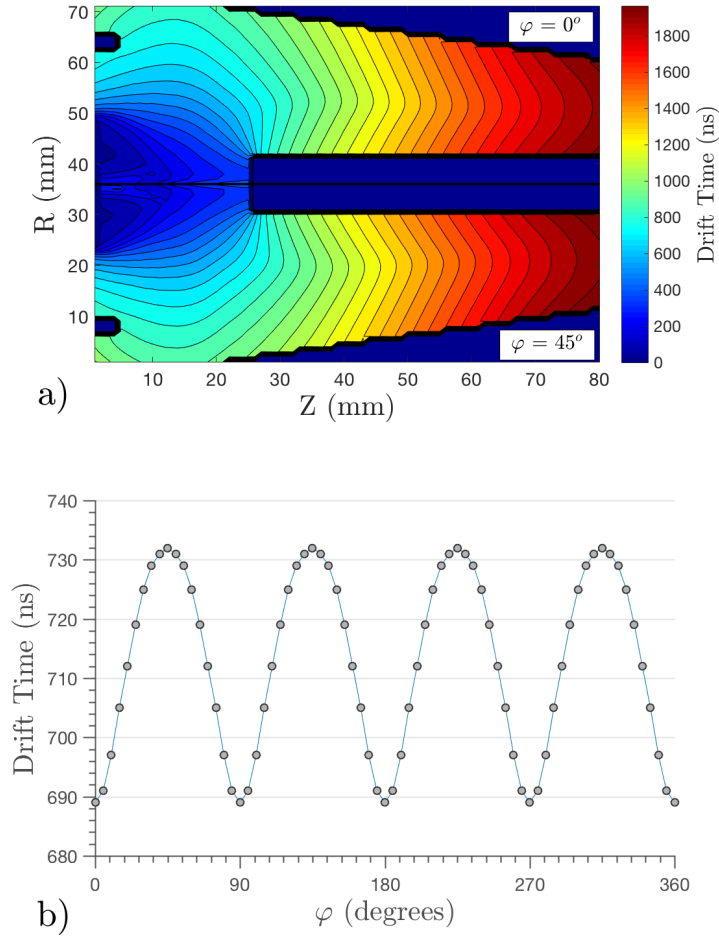 70
60
50
40
30
20
10
R (mm)
φ = 0°
φ = 45°
10 20 30 40 50 60 70 80
Z (mm)
a)
1800
1600
1400
1200
1000
800
600
400
200
0
Drift Time (ns)
740
730
720
710
700
690
680
Drift Time (ns)
0 90 180 270 360
φ (degrees)
b)